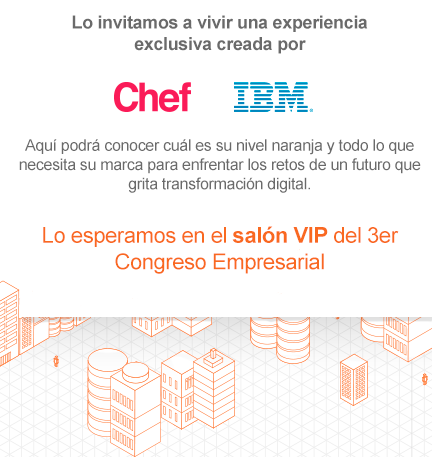 Lo invitamos a vivir una experiencia
exclusiva creada por
Chef IBM.
Aquí podrá conocer cuál es su nivel naranja y todo lo que
necesita su marca para enfrentar los retos de un futuro que
grita transformación digital.
Lo esperamos en el salón VIP del 3er
Congreso Empresarial